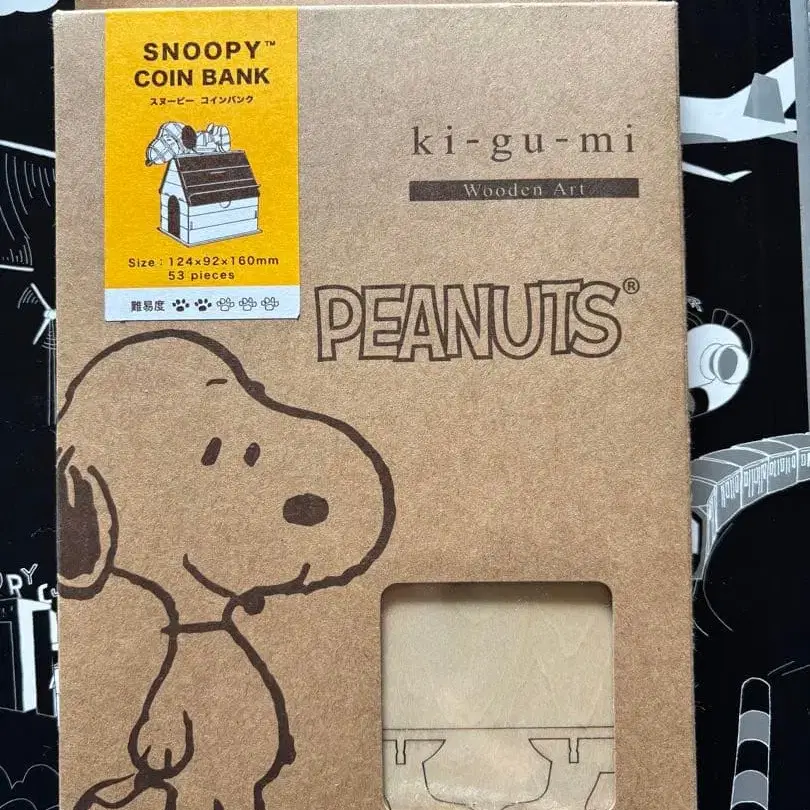 SNOOPY™
COIN BANK
スヌーピー コインバンク
Size : 124×92×160mm
53 pieces
難易度
ki-gu-mi
Wooden Art
PEANUTS®